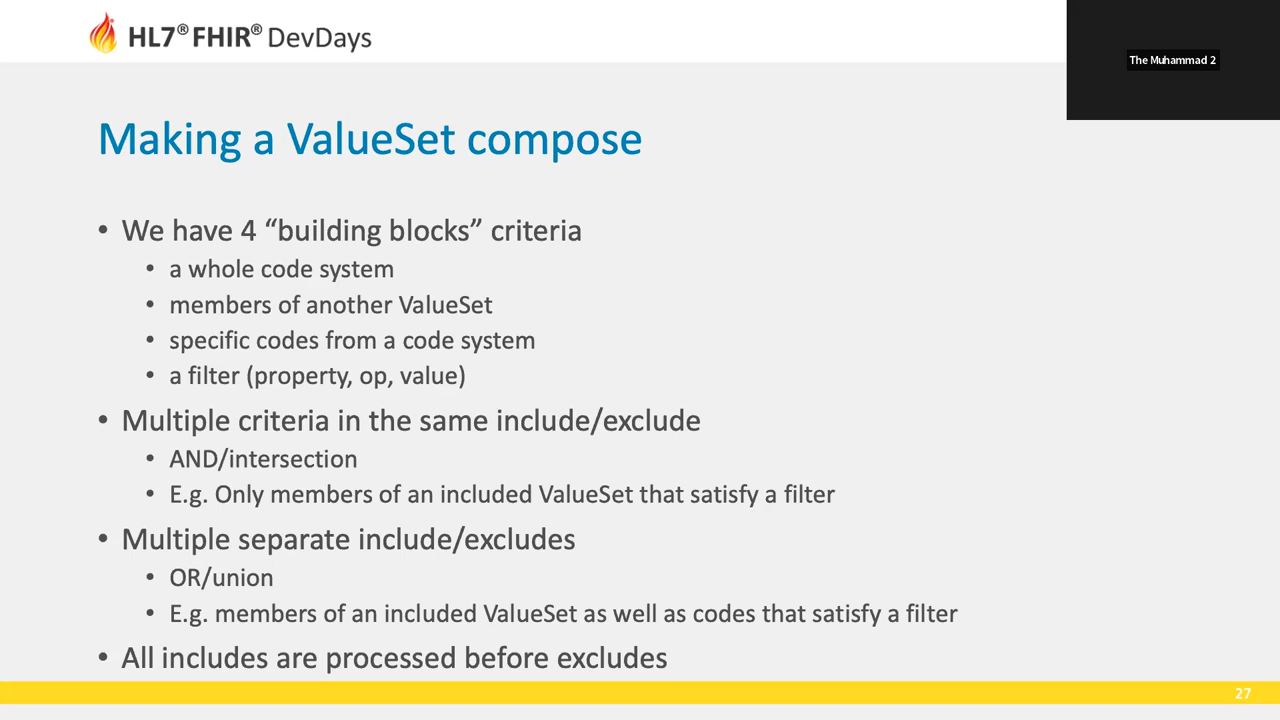 HL7® FHIR® DevDays
The Muhammad 2
Making a ValueSet compose
• We have 4 “building blocks” criteria
• a whole code system
• members of another ValueSet
• specific codes from a code system
• a filter (property, op, value)
• Multiple criteria in the same include/exclude
• AND/intersection
• E.g. Only members of an included ValueSet that satisfy a filter
• Multiple separate include/excludes
• OR/union
• E.g. members of an included ValueSet as well as codes that satisfy a filter
• All includes are processed before excludes
27